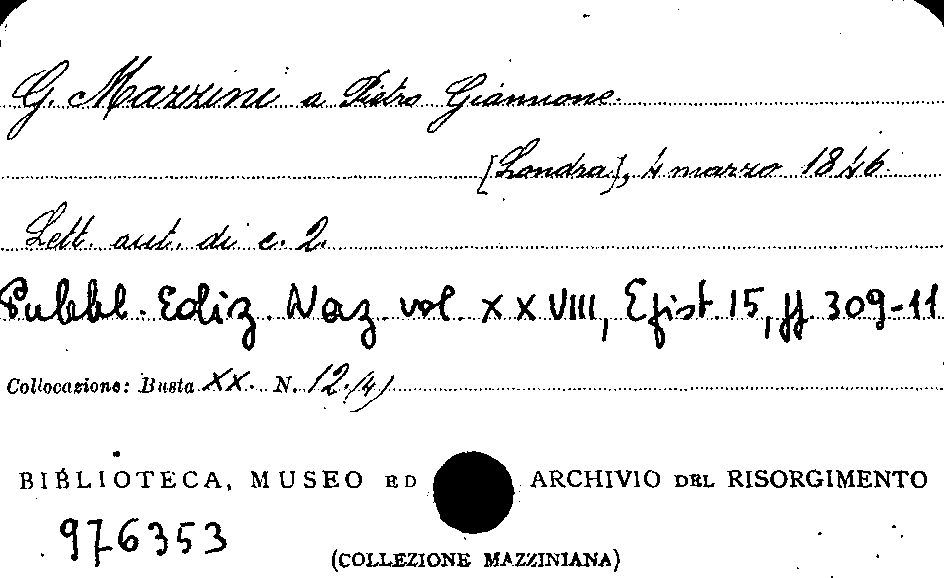 G. Mazzini a Pietro Giannone.
[Londra], 4 marzo 1846.
Lett. aut. di c. 2.
Pubbl. Ediz. Naz. vol. XXVIII, Epist. 15, pp. 309-11
Collocazione: Busta XX. N. 12 (4)
BIBLIOTECA, MUSEO ED ARCHIVIO DEL RISORGIMENTO
976353
(COLLEZIONE MAZZINIANA)